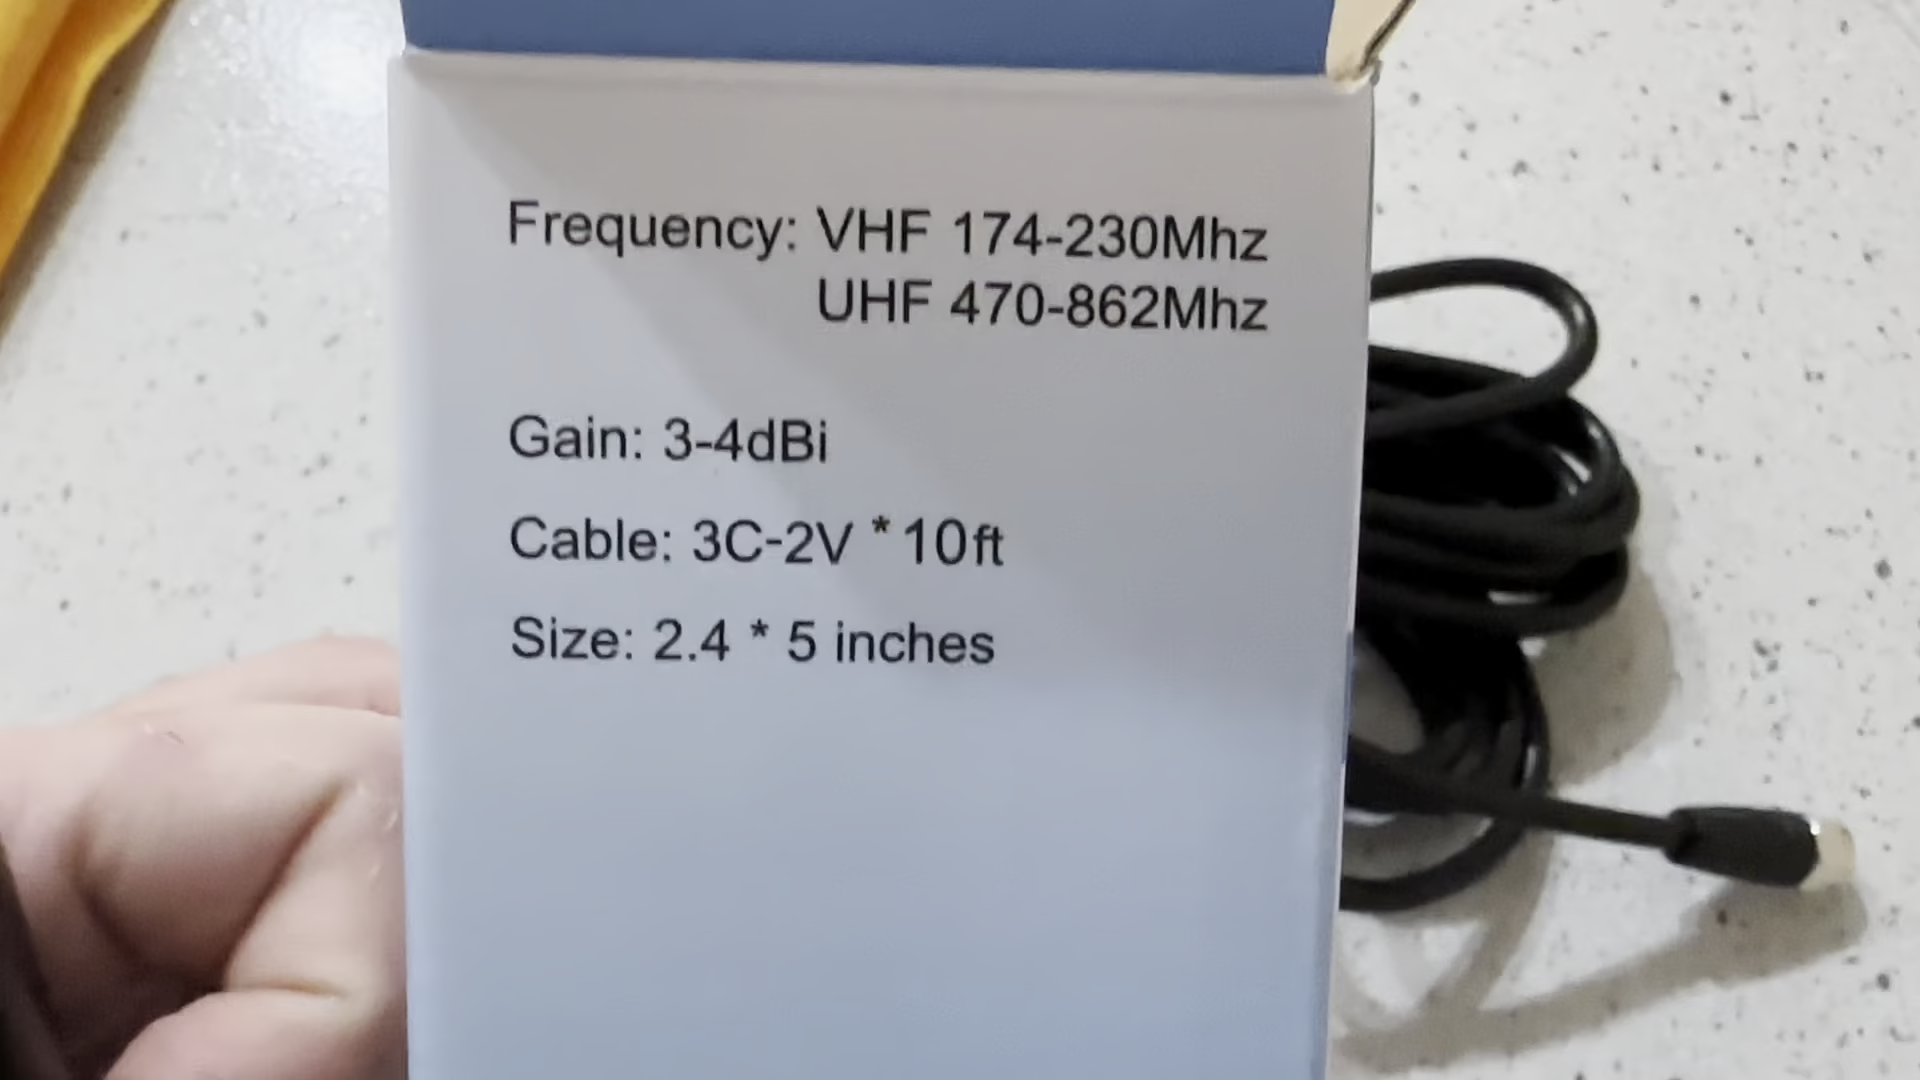 Frequency: VHF 174-230Mhz
UHF 470-862Mhz
Gain: 3-4dBi
Cable: 3C-2V * 10ft
Size: 2.4 * 5 inches